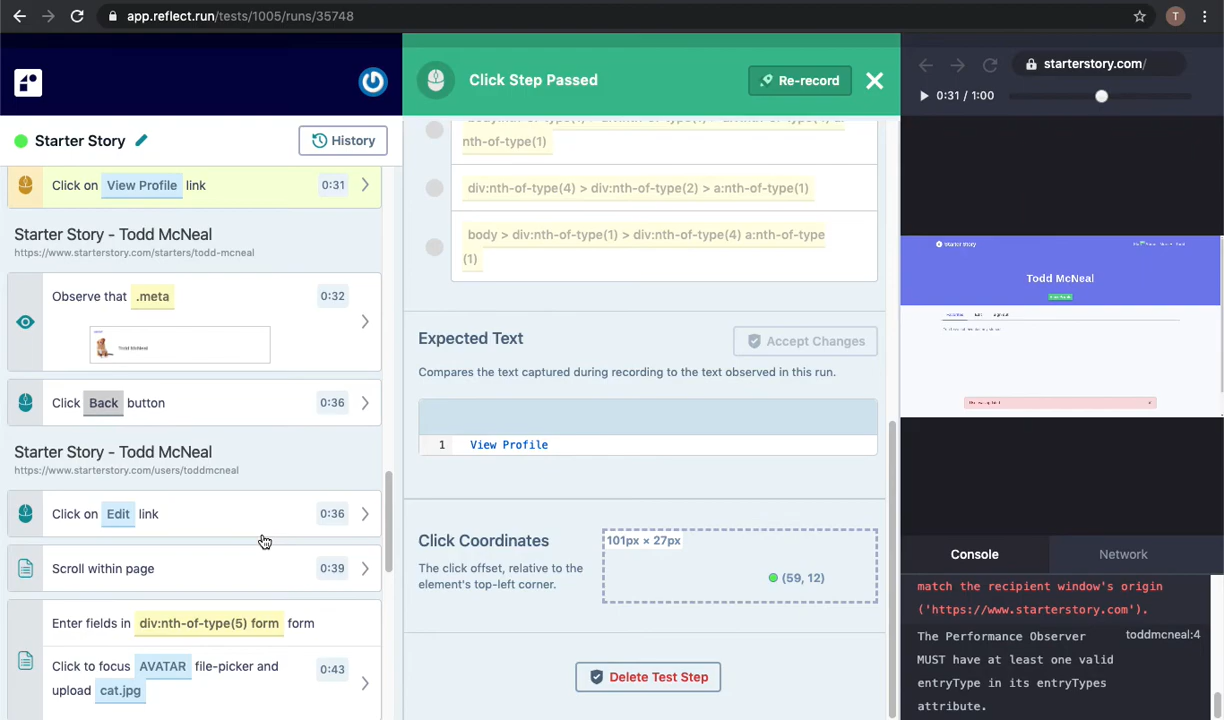 app.reflect.run/tests/1005/runs/35748
T
Starter Story
History
Click on View Profile link
0:31
Starter Story - Todd McNeal
https://www.starterstory.com/starters/todd-mcneal
Observe that .meta
0:32
Todd McNeal
Click Back button
0:36
Starter Story - Todd McNeal
https://www.starterstory.com/users/toddmcneal
Click on Edit link
0:36
Scroll within page
0:39
Enter fields in div:nth-of-type(5) form form
Click to focus AVATAR file-picker and
upload cat.jpg
0:43
Click Step Passed
Re-record
nth-of-type(1)
div:nth-of-type(4) > div:nth-of-type(2) > a:nth-of-type(1)
body > div:nth-of-type(1) > div:nth-of-type(4) a:nth-of-type
(1)
Expected Text
Accept Changes
Compares the text captured during recording to the text observed in this run.
1 View Profile
Click Coordinates
The click offset, relative to the
element's top-left corner.
101px × 27px
(59, 12)
Delete Test Step
starterstory.com/
0:31 / 1:00
Starter Story
Todd McNeal
Console
Network
match the recipient window's origin
('https://www.starterstory.com').
The Performance Observer
toddmcneal:4
MUST have at least one valid
entryType in its entryTypes
attribute.